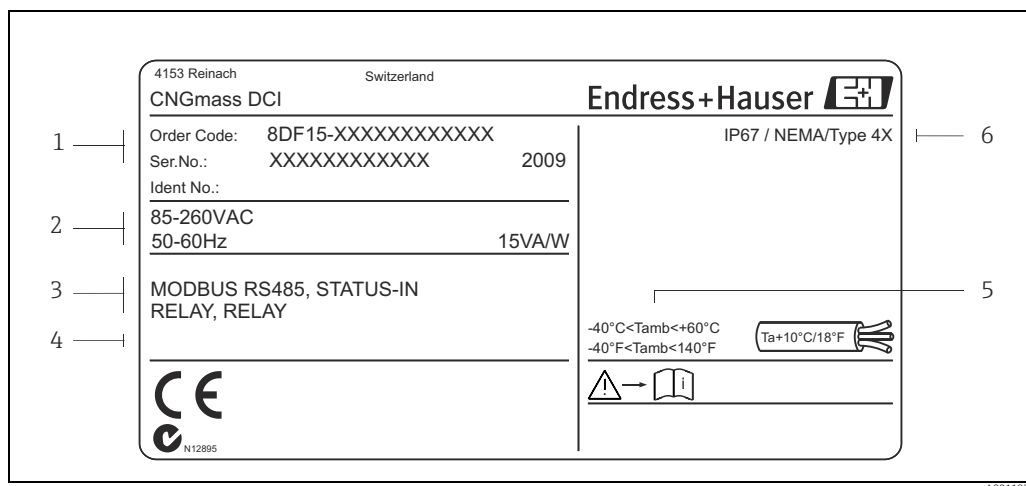 4153 Reinach Switzerland
CNGmass DCI
Endress+Hauser
1
Order Code: 8DF15-XXXXXXXXXXXX
Ser.No.: XXXXXXXXXXXX 2009
Ident No.:
IP67 / NEMA/Type 4X
6
2
85-260VAC
50-60Hz 15VA/W
3
MODBUS RS485, STATUS-IN
RELAY, RELAY
5
4
-40°C<Tamb<+60°C
-40°F<Tamb<140°F
Ta+10°C/18°F
i
CE
N12895